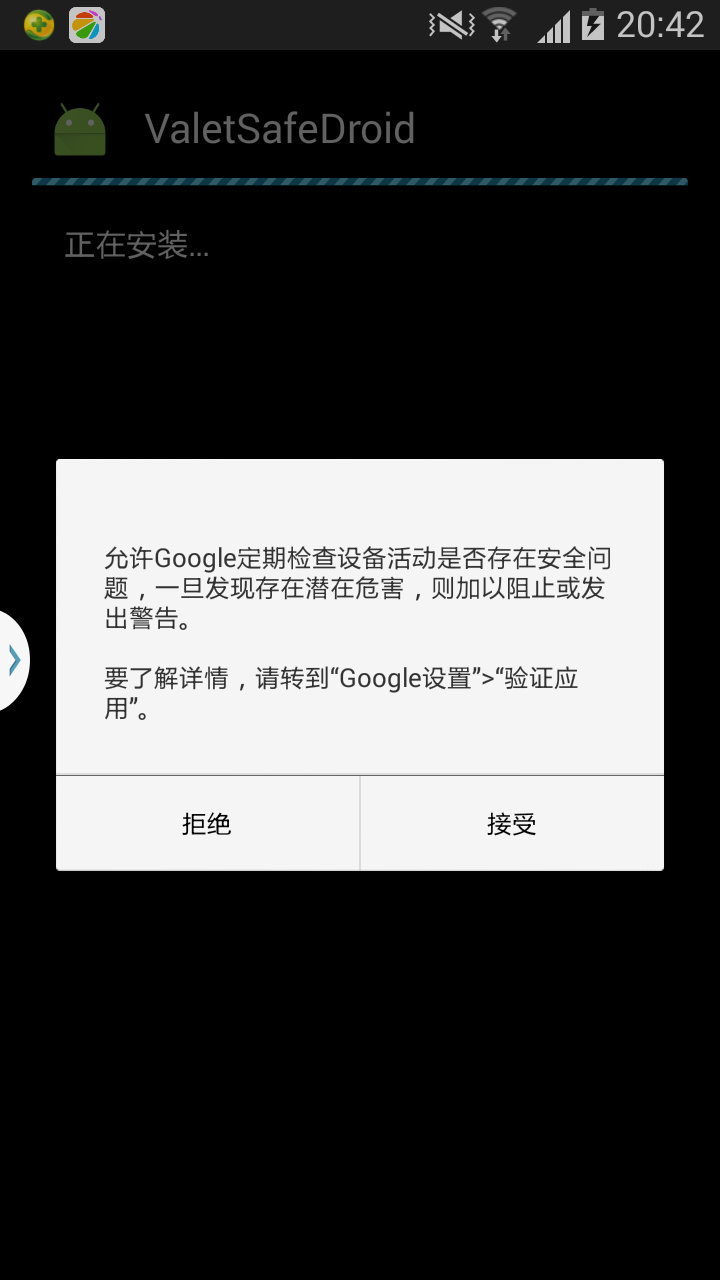 20:42
ValetSafeDroid
正在安装...
允许Google定期检查设备活动是否存在安全问
题，一旦发现存在潜在危害，则加以阻止或发
出警告。
要了解详情，请转到“Google设置”>“验证应
用”。
拒绝
接受